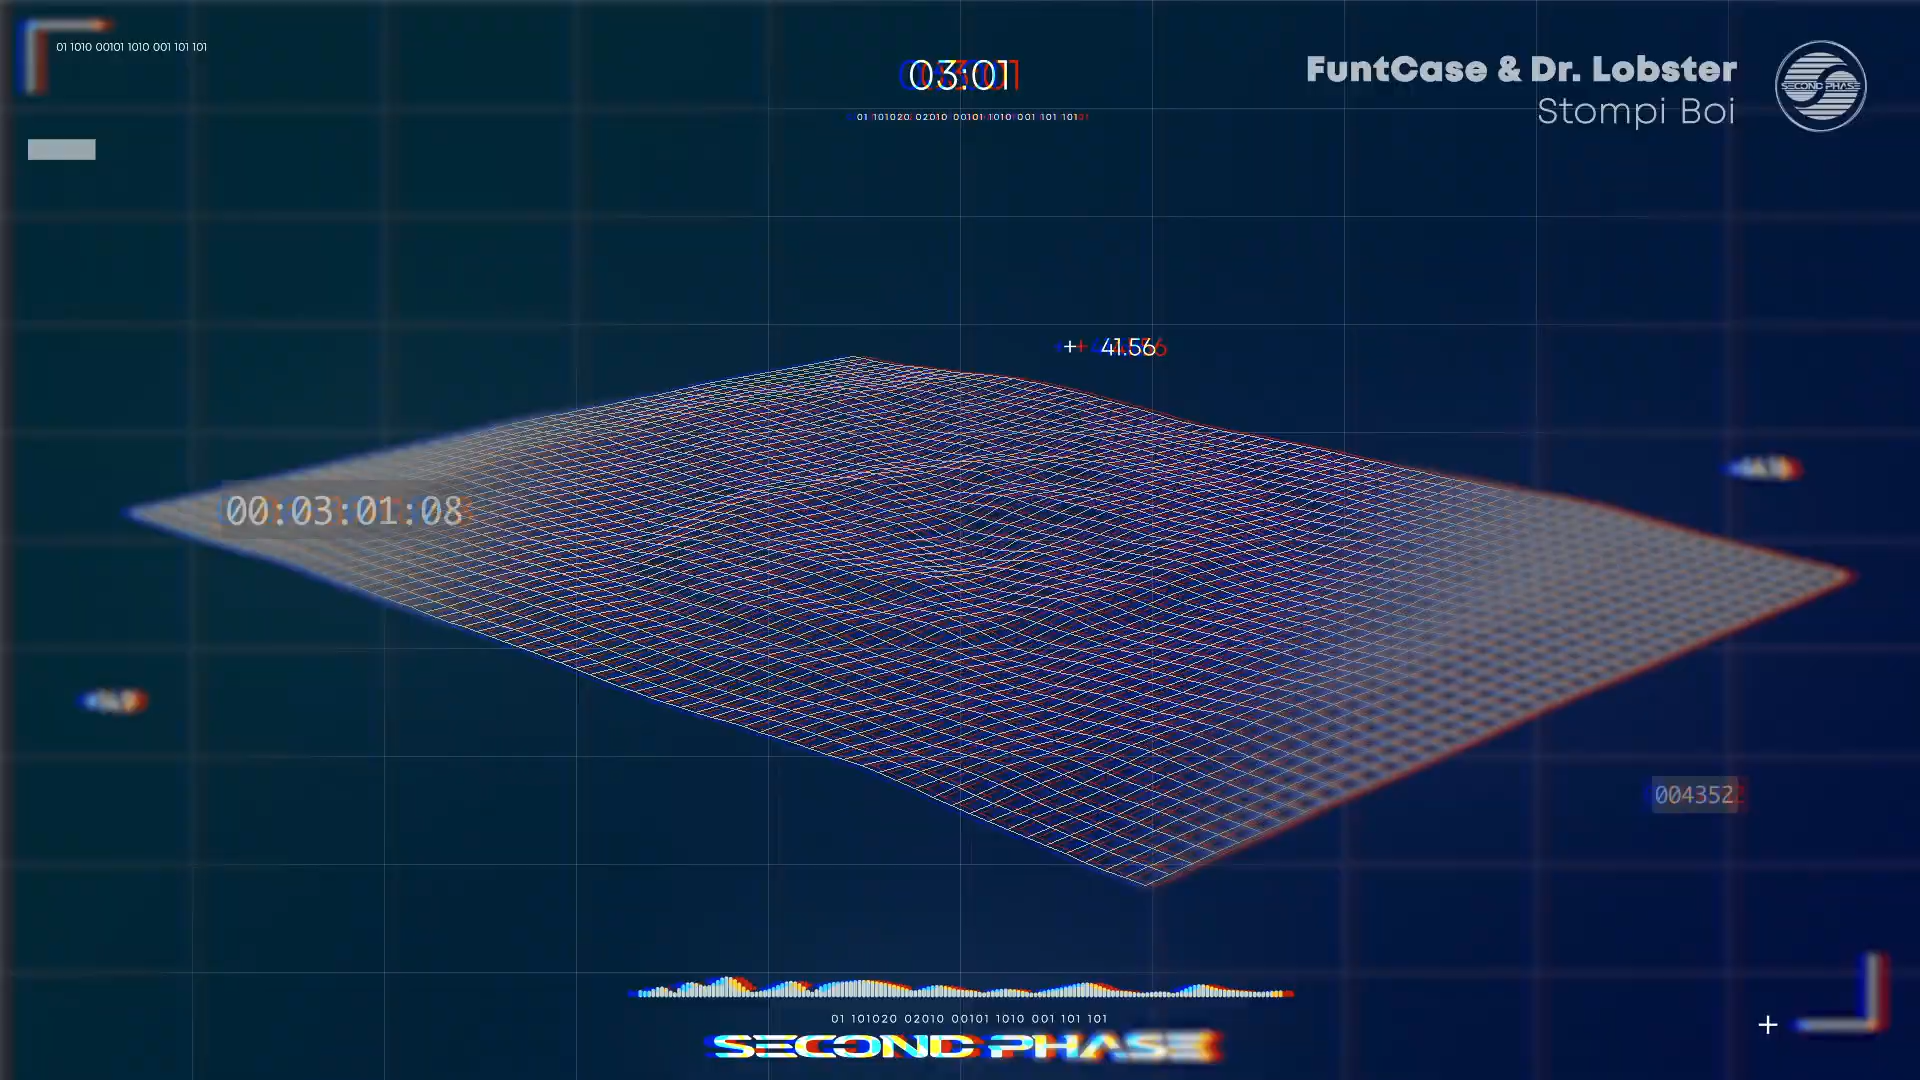 01 1010 00101 1010 001 101 101
03:01
01 101020 02010 00101 1010 001 101 101
FuntCase & Dr. Lobster
Stompi Boi
SECOND PHASE
41.56
00:03:01:08
004352
01 101020 02010 00101 1010 001 101 101
SECOND PHASE